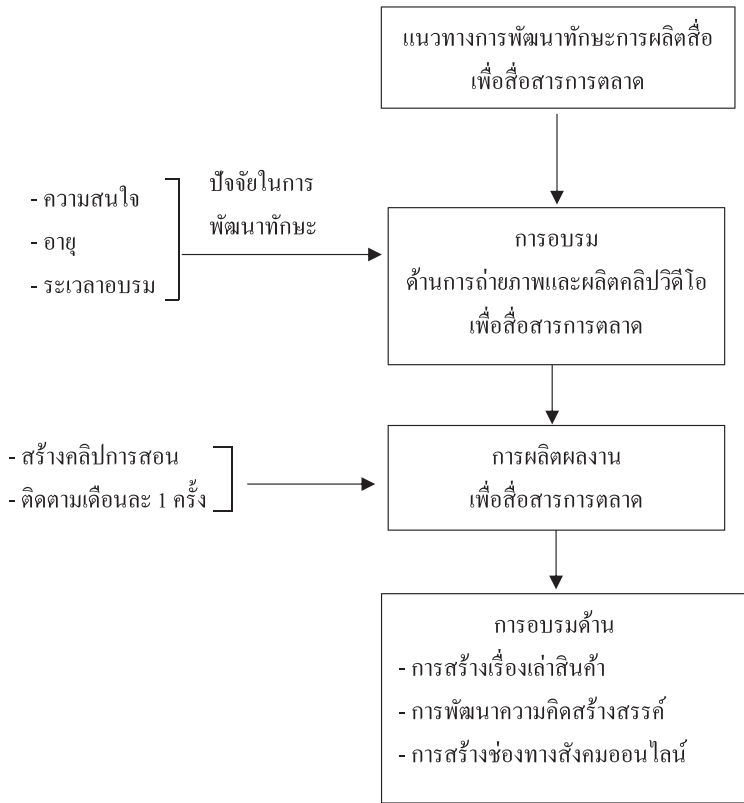 แนวทางการพัฒนาทักษะการผลิตสื่อ
เพื่อสื่อสารการตลาด
- ความสนใจ
- อายุ
- ระเวลาอบรม
ปัจจัยในการ
พัฒนาทักษะ
การอบรม
ด้านการถ่ายภาพและผลิตคลิปวิดีโอ
เพื่อสื่อสารการตลาด
- สร้างคลิปการสอน
- ติดตามเดือนละ 1 ครั้ง
การผลิตผลงาน
เพื่อสื่อสารการตลาด
การอบรมด้าน
- การสร้างเรื่องเล่าสินค้า
- การพัฒนาความคิดสร้างสรรค์
- การสร้างช่องทางสังคมออนไลน์